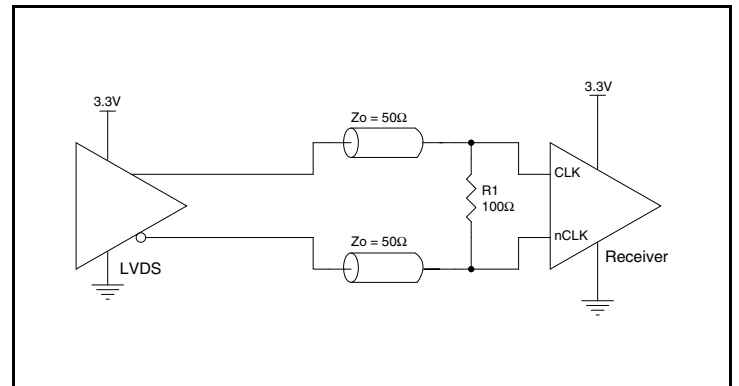 3.3V
3.3V
Zo = 50Ω
CLK
R1
100Ω
nCLK
Zo = 50Ω
Receiver
LVDS